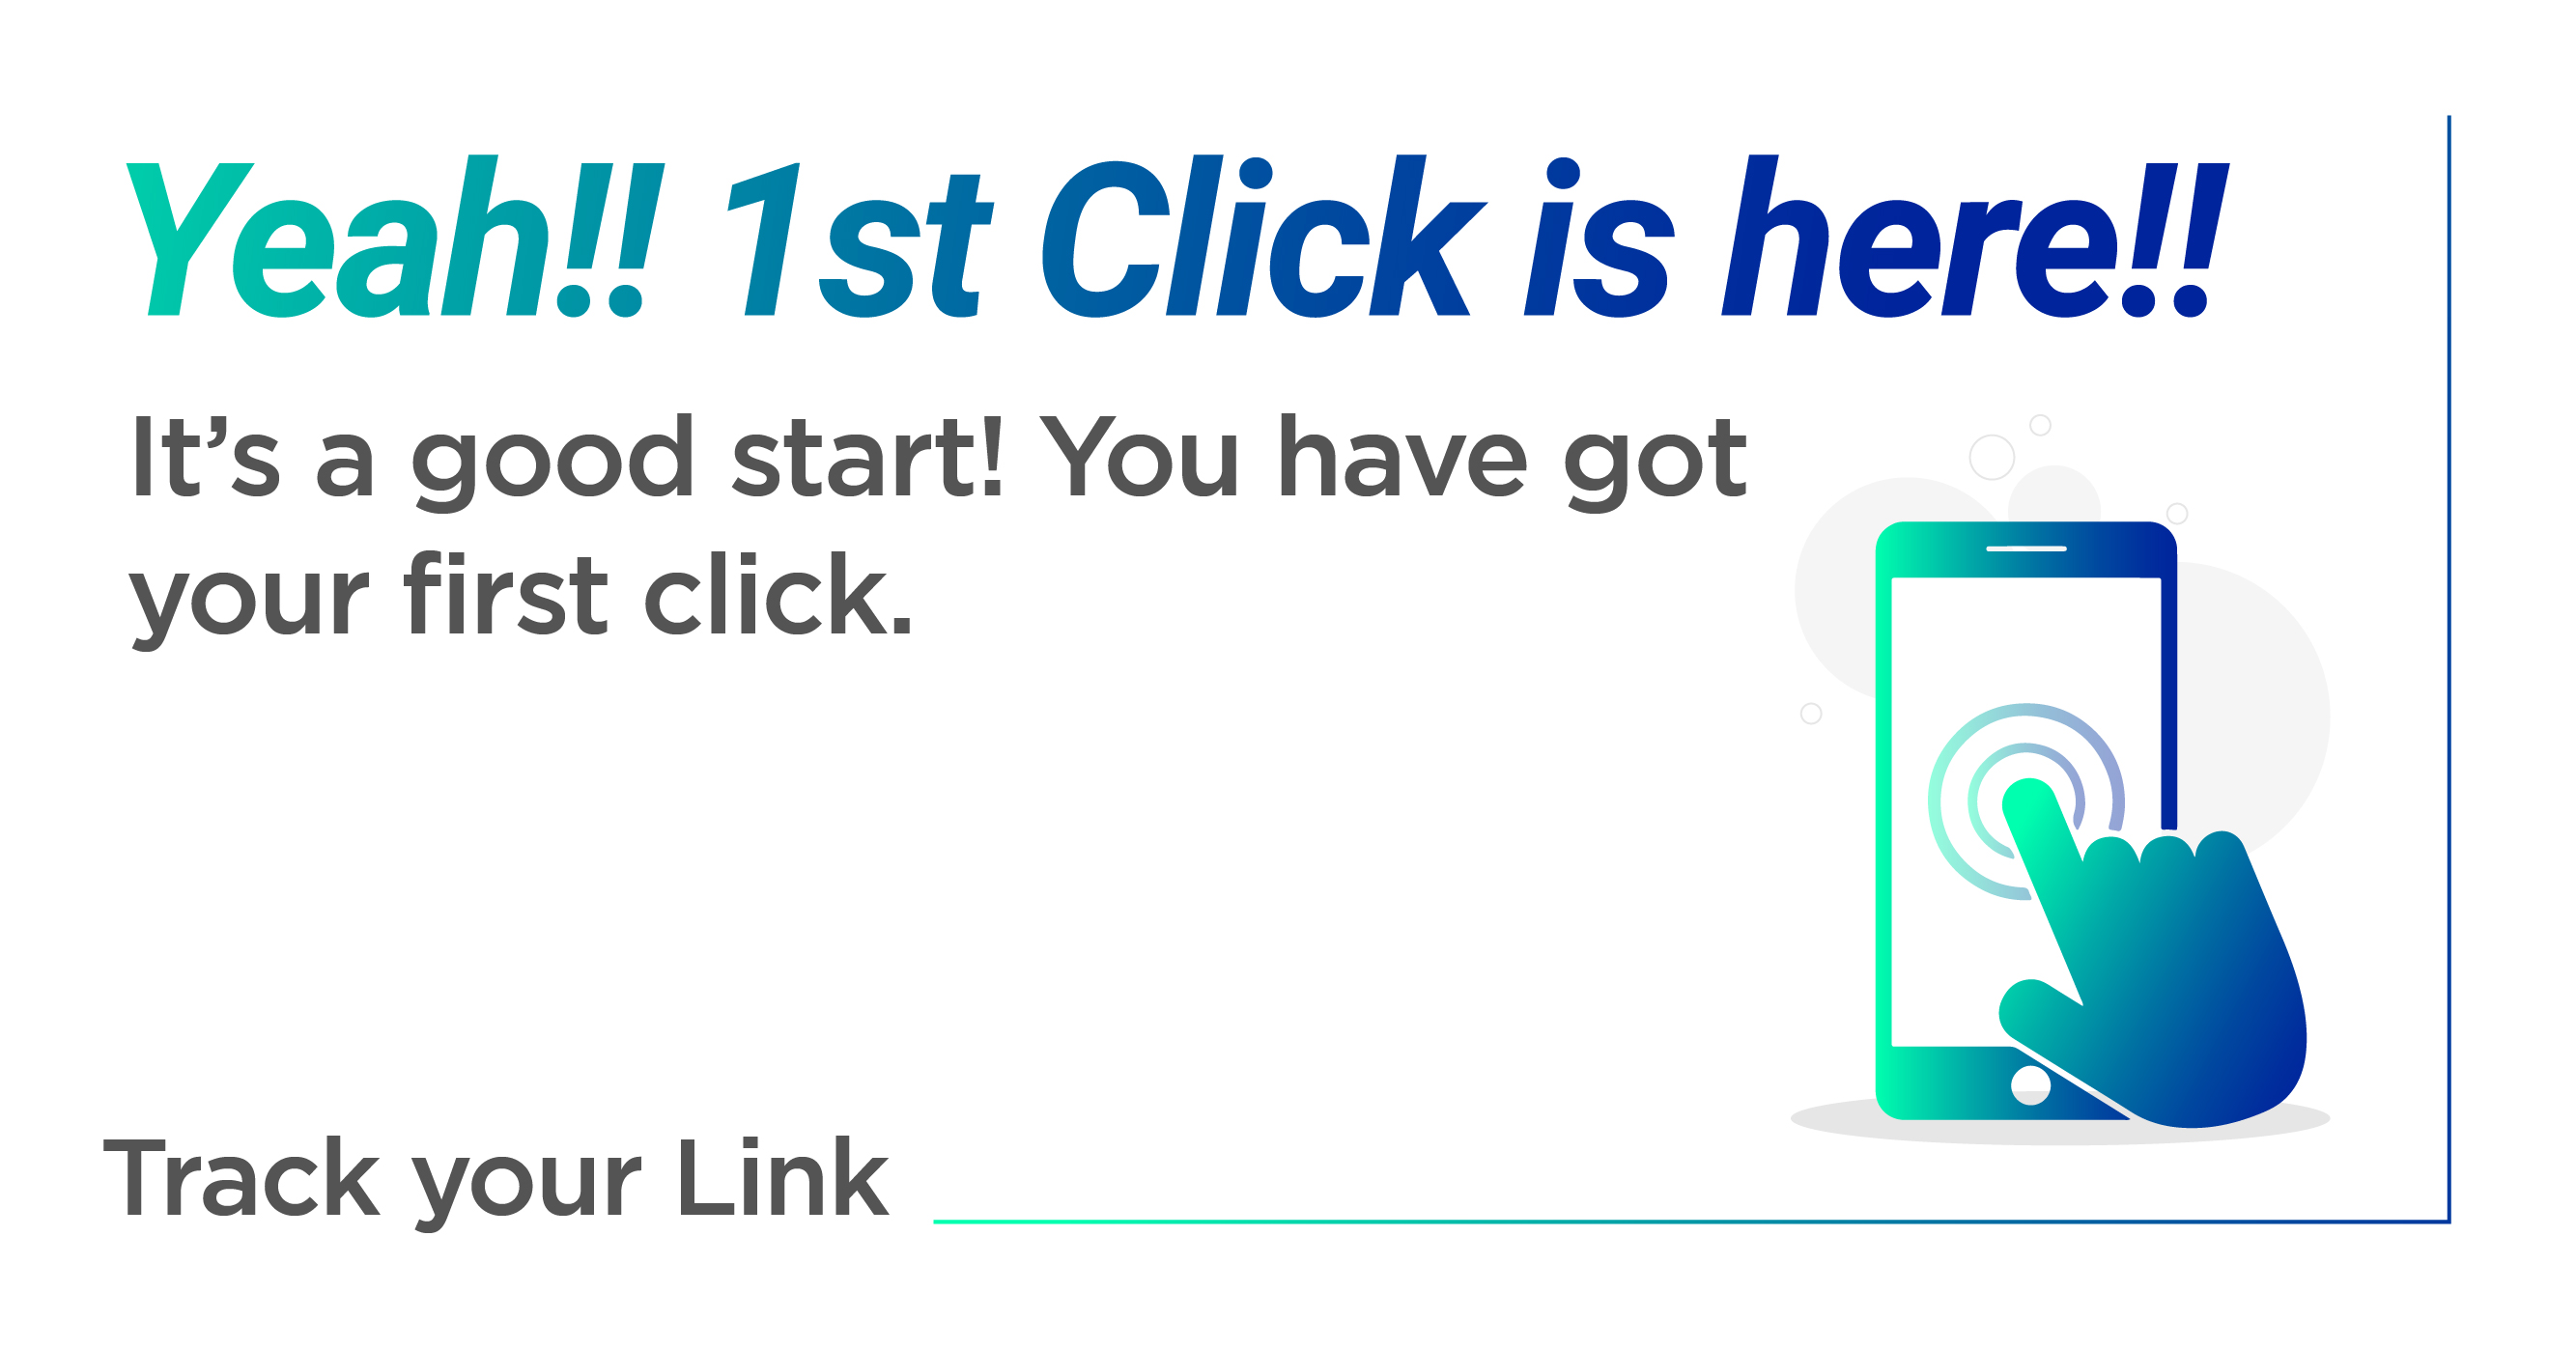 Yeah!! 1st Click is here!!
It’s a good start! You have got
your first click.
Track your Link